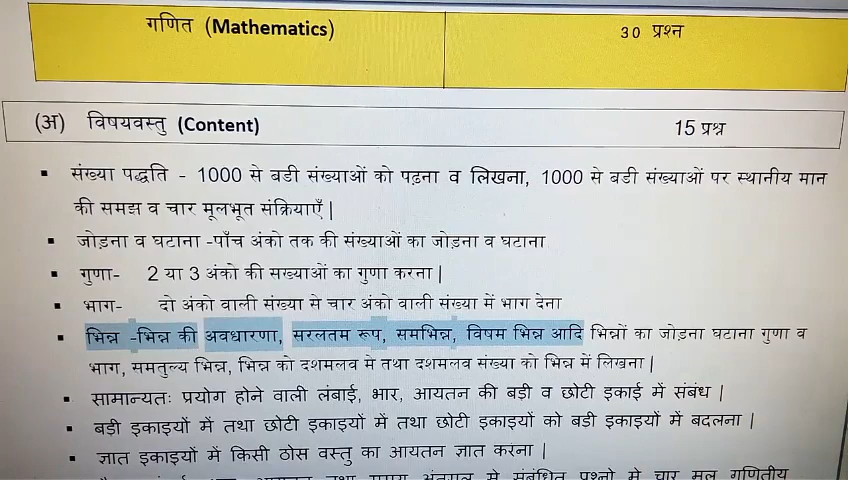 गणित (Mathematics) 30 प्रश्न
(अ) विषयवस्तु (Content) 15 प्रश्न
▪ संख्या पद्धति - 1000 से बडी संख्याओं को पढ़ना व लिखना, 1000 से बडी संख्याओं पर स्थानीय मान
की समझ व चार मूलभूत संक्रियाएँ |
▪ जोड़ना व घटाना -पाँच अंको तक की संख्याओं का जोड़ना व घटाना
▪ गुणा- 2 या 3 अंको की सख्याओं का गुणा करना |
▪ भाग- दो अंको वाली संख्या से चार अंको वाली संख्या में भाग देना
▪ भिन्न -भिन्न की अवधारणा, सरलतम रूप, समभिन्न, विषम भिन्न आदि भिन्नों का जोड़ना घटाना गुणा व
भाग, समतुल्य भिन्न, भिन्न को दशमलव मे तथा दशमलव संख्या को भिन्न में लिखना |
▪ सामान्यतः प्रयोग होने वाली लंबाई, भार, आयतन की बड़ी व छोटी इकाई में संबंध |
▪ बड़ी इकाइयों में तथा छोटी इकाइयों में तथा छोटी इकाइयों को बड़ी इकाइयों में बदलना |
▪ ज्ञात इकाइयों में किसी ठोस वस्तु का आयतन ज्ञात करना |
से संबंधित प्रश्नो मे चार मूल गणितीय